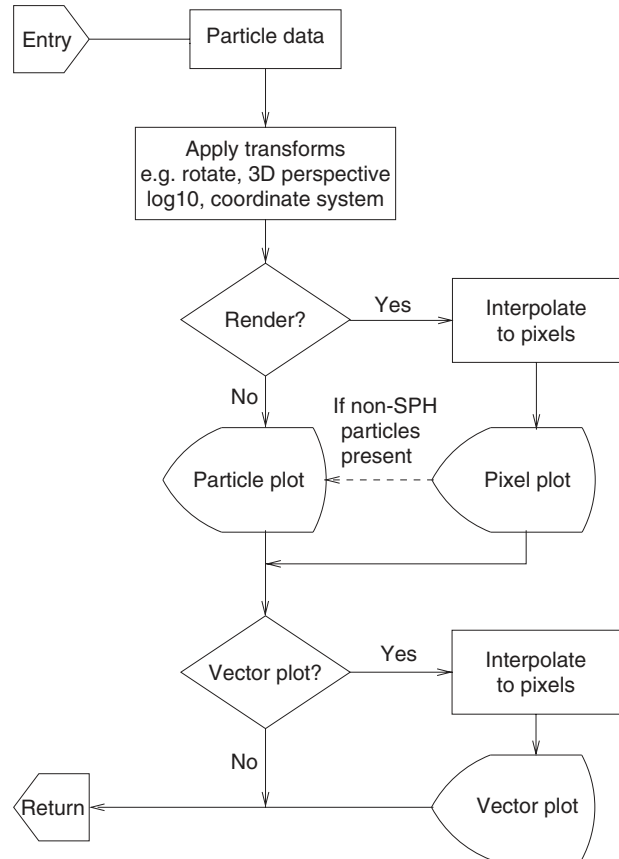 Entry
Particle data
Apply transforms
e.g. rotate, 3D perspective
log10, coordinate system
Render?
Yes
Interpolate
to pixels
No
If non-SPH
particles
present
Particle plot
Pixel plot
Vector plot?
Yes
Interpolate
to pixels
No
Return
Vector plot